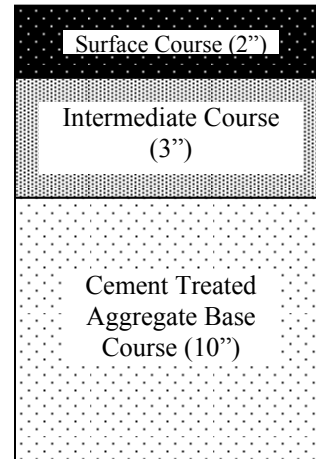 Surface Course (2”)
Intermediate Course
(3”)
Cement Treated
Aggregate Base
Course (10”)